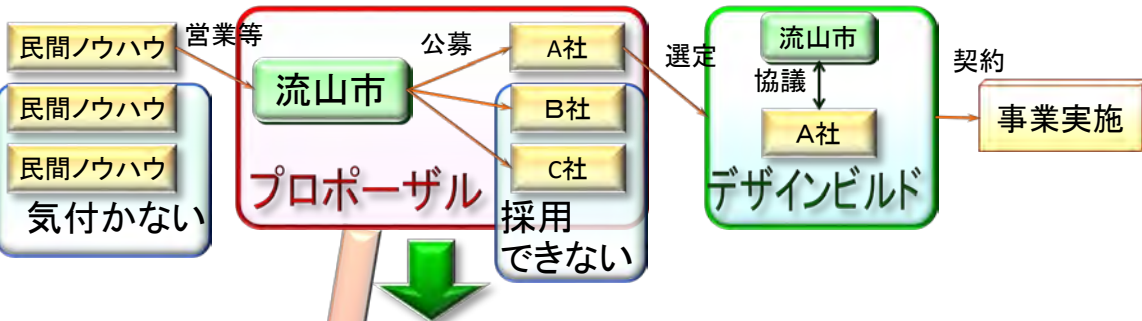 民間ノウハウ
民間ノウハウ
民間ノウハウ
気付かない
営業等
流山市
公募
A社
B社
C社
プロポーザル
採用
できない
選定
流山市
協議
A社
デザインビルド
契約
事業実施